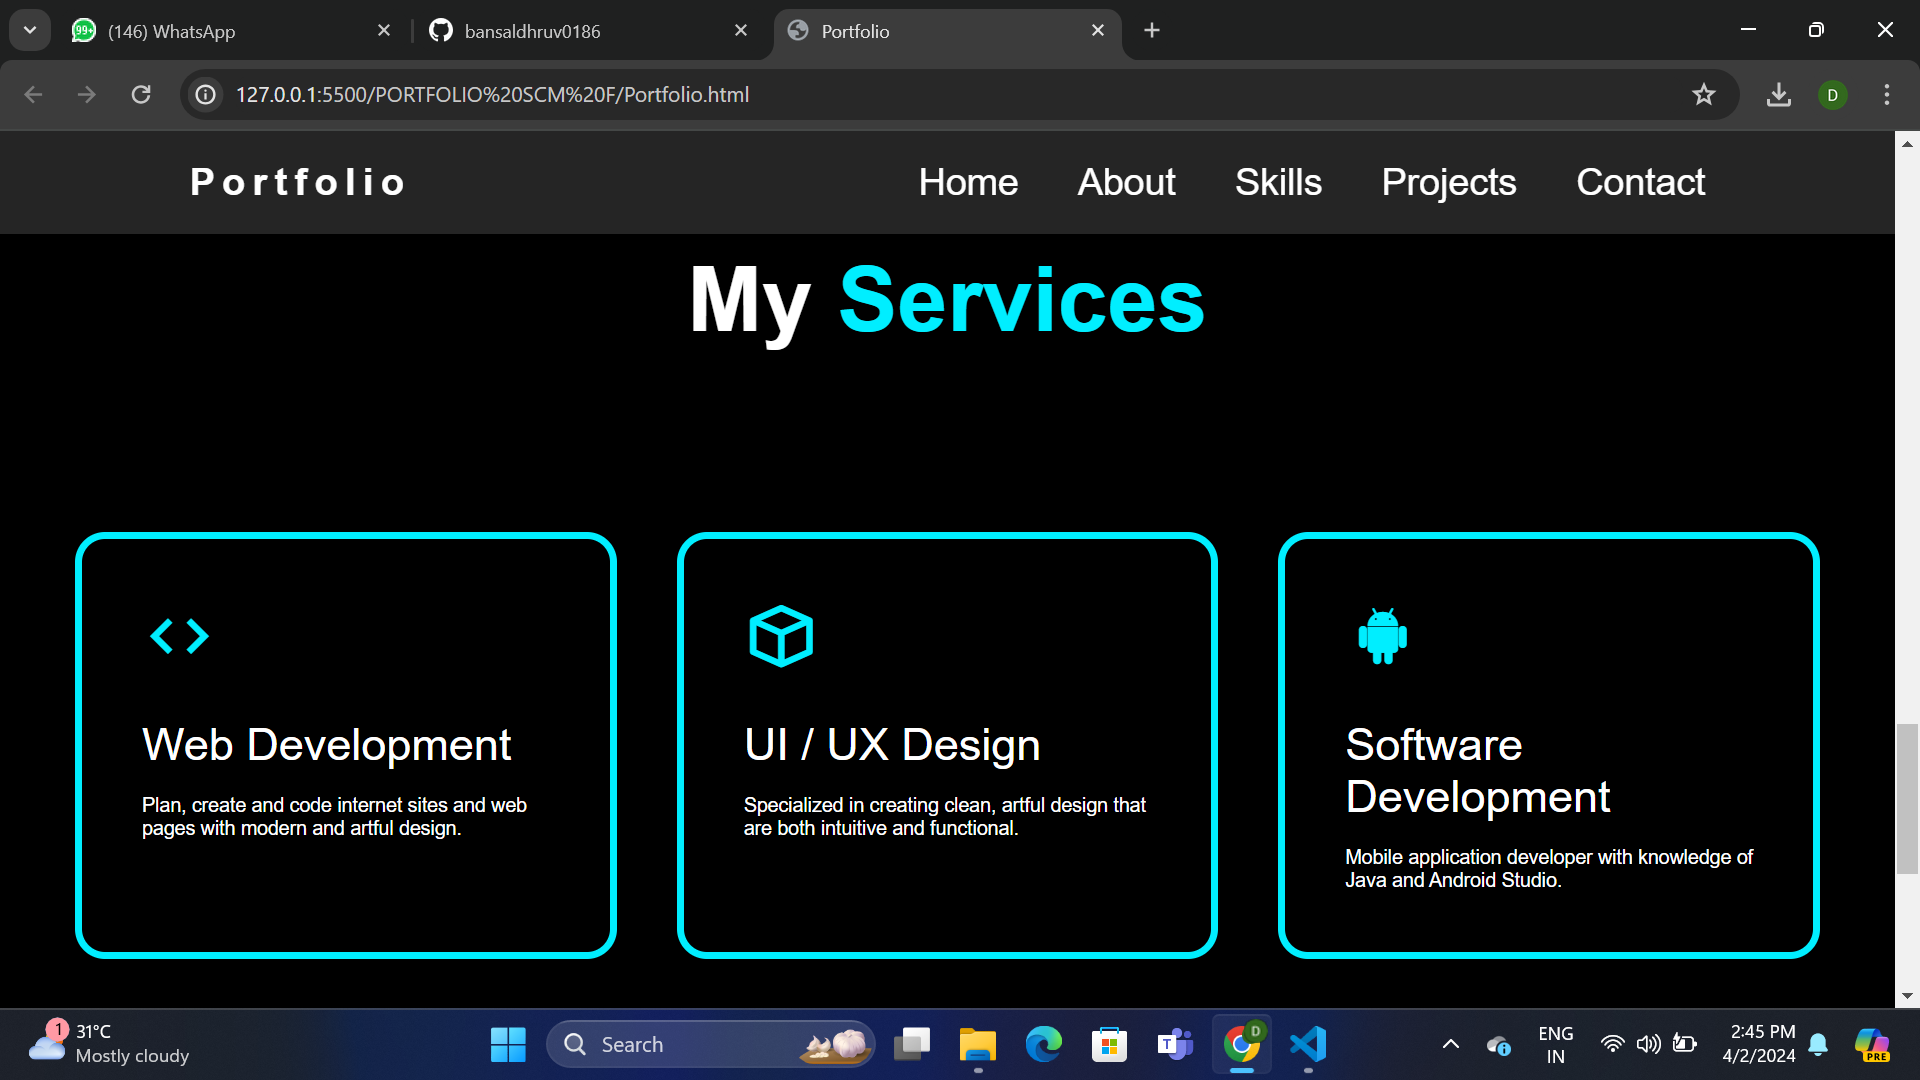 99+ (146) WhatsApp
bansaldhruv0186
Portfolio
127.0.0.1:5500/PORTFOLIO%20SCM%20F/Portfolio.html
D
Portfolio
Home About Skills Projects Contact
My Services
Web Development
Plan, create and code internet sites and web
pages with modern and artful design.
UI / UX Design
Specialized in creating clean, artful design that
are both intuitive and functional.
Software
Development
Mobile application developer with knowledge of
Java and Android Studio.
1
31°C
Mostly cloudy
Search
T
D
ENG
IN
2:45 PM
4/2/2024
PRE